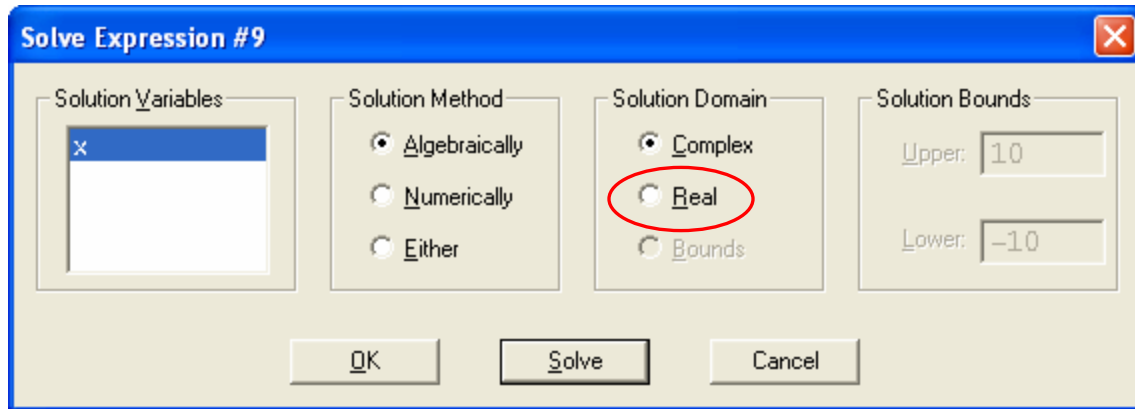 Solve Expression #9
Solution Variables
x
Solution Method
Algebraically
Numerically
Either
Solution Domain
Complex
Real
Bounds
Solution Bounds
Upper: 10
Lower: -10
OK
Solve
Cancel